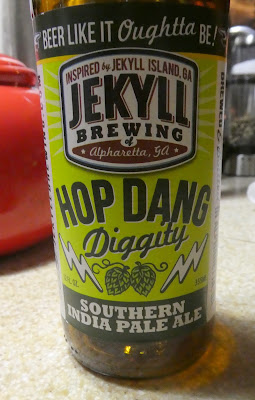 BEER LIKE IT Oughtta BE!
INSPIRED by JEKYLL ISLAND, GA
JEKYLL
BREWING
of
Alpharetta, GA
HOP DANG
Diggity
SOUTHERN
INDIA PALE ALE